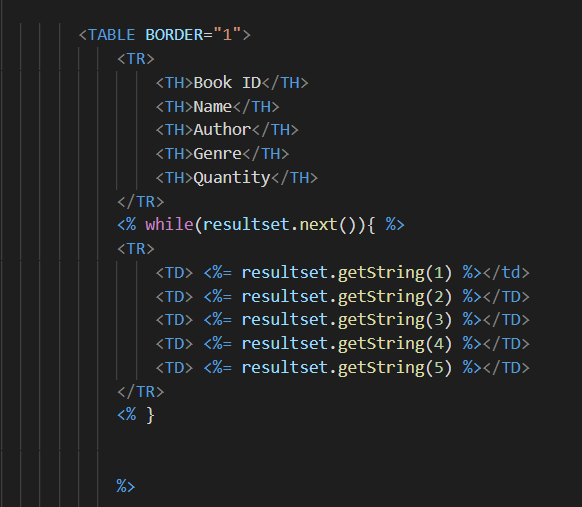 <TABLE BORDER="1">
<TR>
<TH>Book ID</TH>
<TH>Name</TH>
<TH>Author</TH>
<TH>Genre</TH>
<TH>Quantity</TH>
</TR>
<% while(resultset.next()){ %>
<TR>
<TD> <%= resultset.getString(1) %></td>
<TD> <%= resultset.getString(2) %></TD>
<TD> <%= resultset.getString(3) %></TD>
<TD> <%= resultset.getString(4) %></TD>
<TD> <%= resultset.getString(5) %></TD>
</TR>
<% }
%>